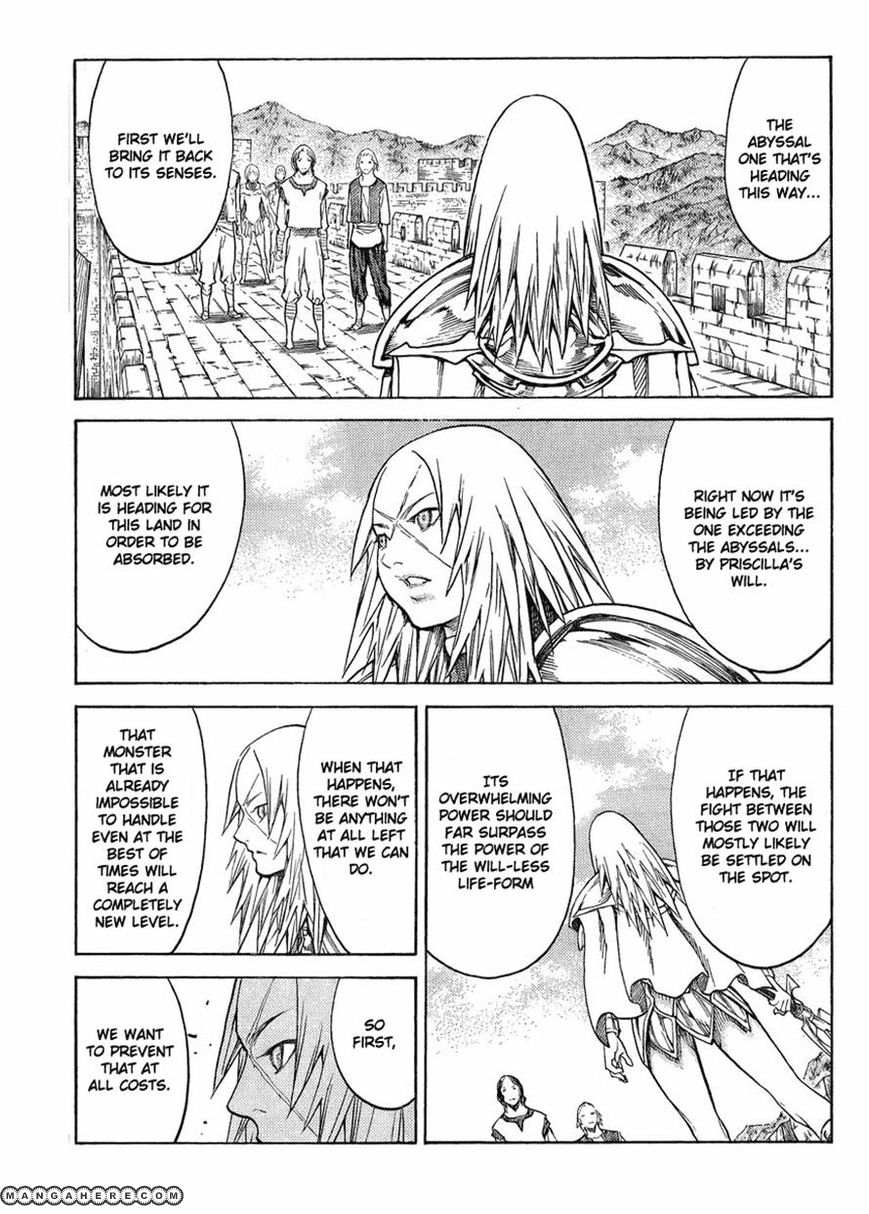 THE
ABYSSAL
ONE THAT'S
HEADING
THIS WAY...
FIRST WE'LL
BRING IT BACK
TO ITS SENSES.
RIGHT NOW IT'S
BEING LED BY THE
ONE EXCEEDING
THE ABYSSALS...
BY PRISCILLA'S
WILL.
MOST LIKELY IT
IS HEADING FOR
THIS LAND IN
ORDER TO BE
ABSORBED.
IF THAT
HAPPENS, THE
FIGHT BETWEEN
THOSE TWO WILL
MOSTLY LIKELY
BE SETTLED ON
THE SPOT.
ITS
OVERWHELMING
POWER SHOULD
FAR SURPASS
THE POWER OF
THE WILL-LESS
LIFE-FORM
WHEN THAT
HAPPENS,
THERE WON'T
BE ANYTHING
AT ALL LEFT
THAT WE CAN
DO.
THAT
MONSTER
THAT IS
ALREADY
IMPOSSIBLE
TO HANDLE
EVEN AT THE
BEST OF
TIMES WILL
REACH A
COMPLETELY
NEW LEVEL.
SO
FIRST,
WE WANT
TO PREVENT
THAT AT
ALL COSTS.
MANGAHERE.COM